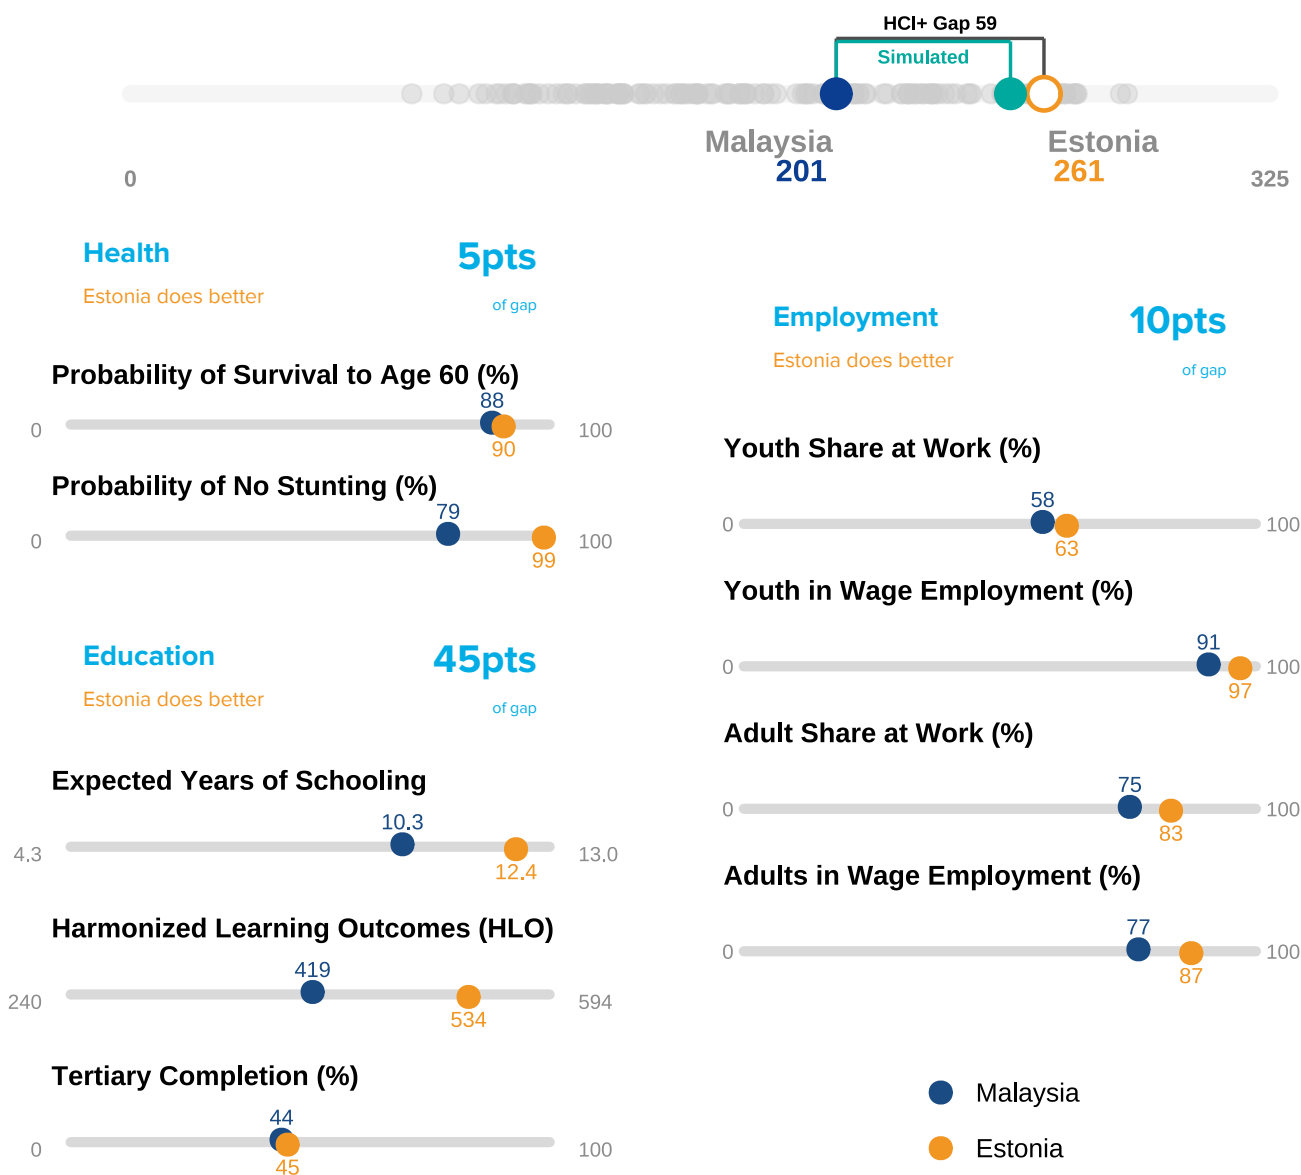 HCI+ Gap 59
Simulated
Malaysia
201
Estonia
261
0
325
Health
5pts
Estonia does better
of gap
Probability of Survival to Age 60 (%)
88
0
100
90
Probability of No Stunting (%)
79
0
100
99
Education
45pts
Estonia does better
of gap
Expected Years of Schooling
10.3
4.3
13.0
12.4
Harmonized Learning Outcomes (HLO)
419
240
594
534
Tertiary Completion (%)
44
0
100
45
Employment
10pts
Estonia does better
of gap
Youth Share at Work (%)
58
0
100
63
Youth in Wage Employment (%)
91
0
100
97
Adult Share at Work (%)
75
0
100
83
Adults in Wage Employment (%)
77
0
100
87
Malaysia
Estonia